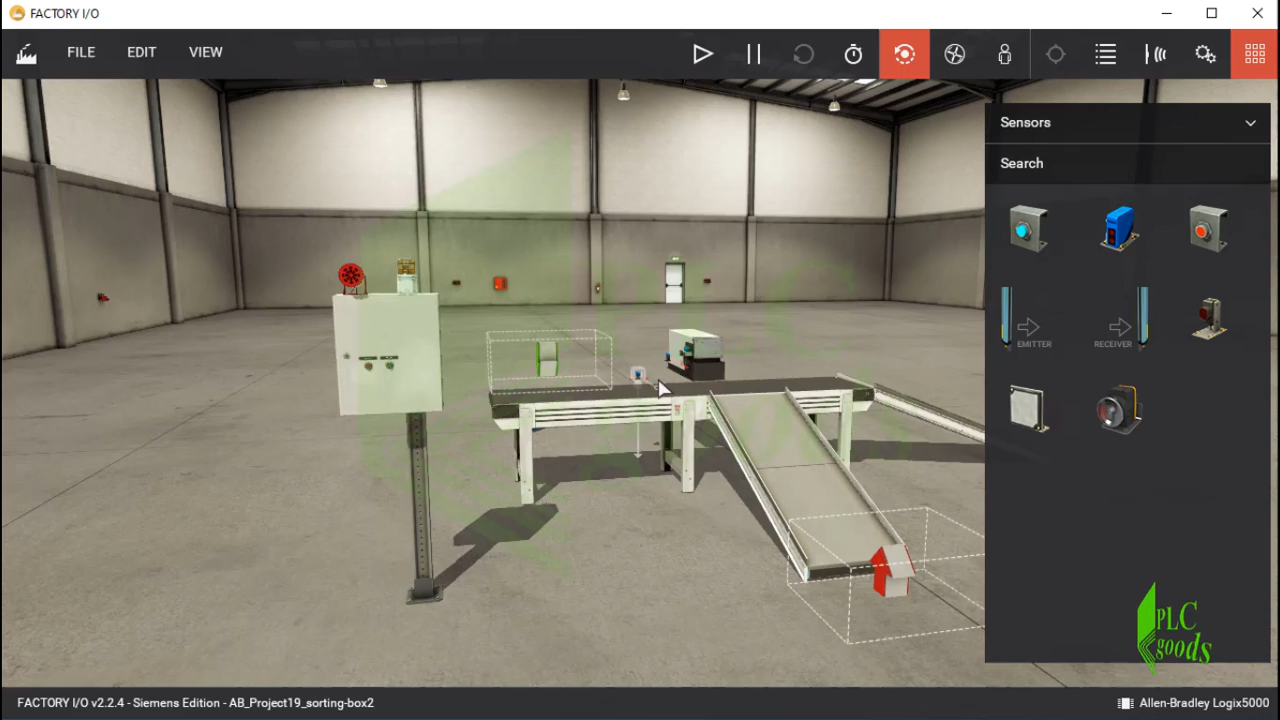 FACTORY I/O
FILE
EDIT
VIEW
Sensors
Search
EMITTER
RECEIVER
PLC
goods
FACTORY I/O v2.2.4 - Siemens Edition - AB_Project19_sorting-box2
Allen-Bradley Logix5000